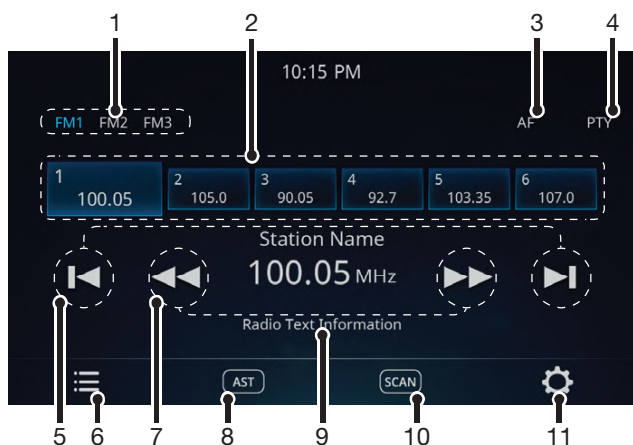 1 2 3 4
10:15 PM
FM1 FM2 FM3 AF PTY
1 100.05
2 105.0
3 90.05
4 92.7
5 103.35
6 107.0
Station Name
100.05 MHz
Radio Text Information
AST SCAN
5 6 7 8 9 10 11